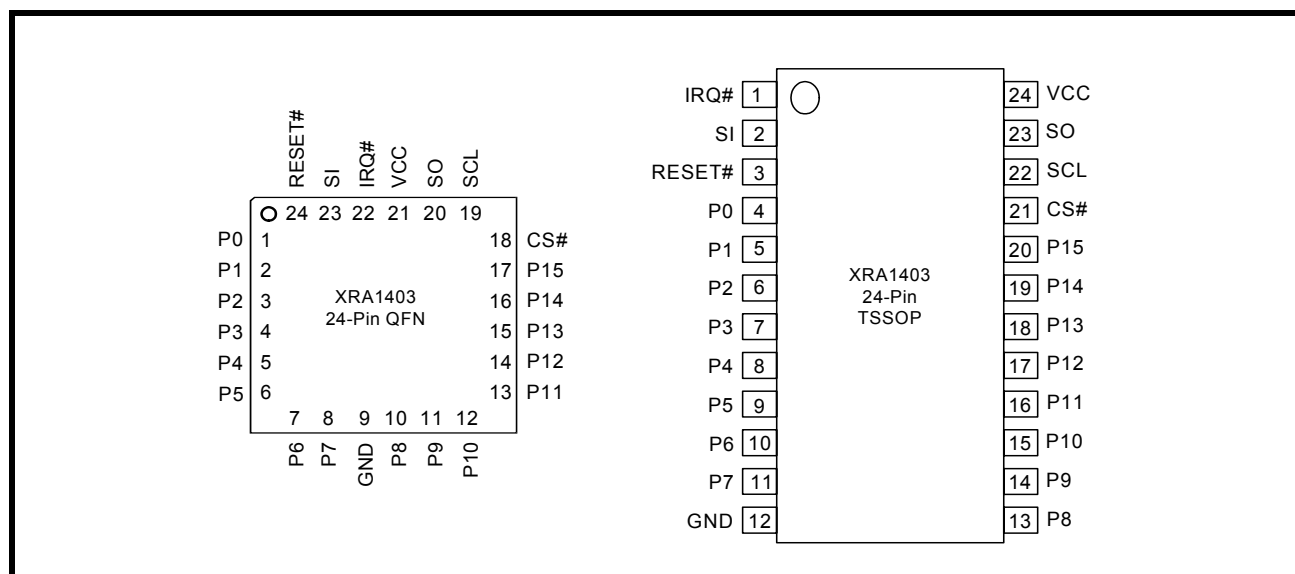 RESET# SI IRQ# VCC SO SCL
24 23 22 21 20 19
P0 1 18 CS#
P1 2 17 P15
P2 3 16 P14
P3 4 15 P13
P4 5 14 P12
P5 6 13 P11
XRA1403
24-Pin QFN
7 8 9 10 11 12
P6 P7 GND P8 P9 P10
IRQ# 1 24 VCC
SI 2 23 SO
RESET# 3 22 SCL
P0 4 21 CS#
P1 5 20 P15
P2 6 19 P14
P3 7 18 P13
P4 8 17 P12
P5 9 16 P11
P6 10 15 P10
P7 11 14 P9
GND 12 13 P8
XRA1403
24-Pin
TSSOP